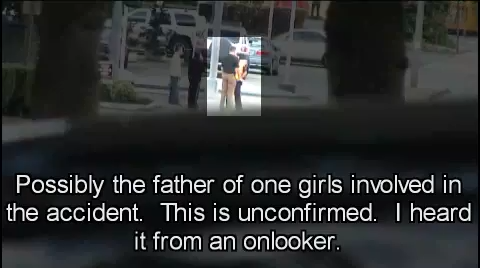 Possibly the father of one girls involved in
the accident.  This is unconfirmed.  I heard
it from an onlooker.